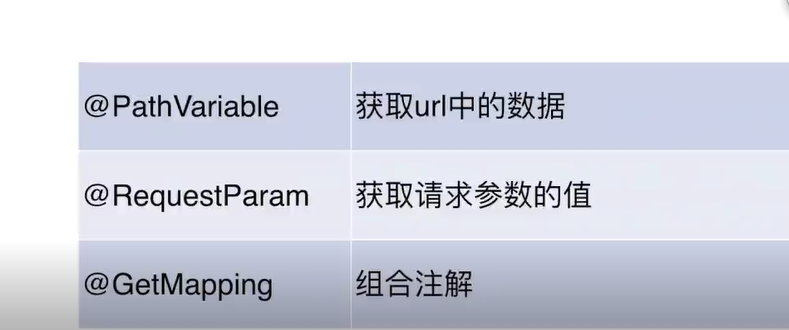 @PathVariable 获取url中的数据
@RequestParam 获取请求参数的值
@GetMapping 组合注解